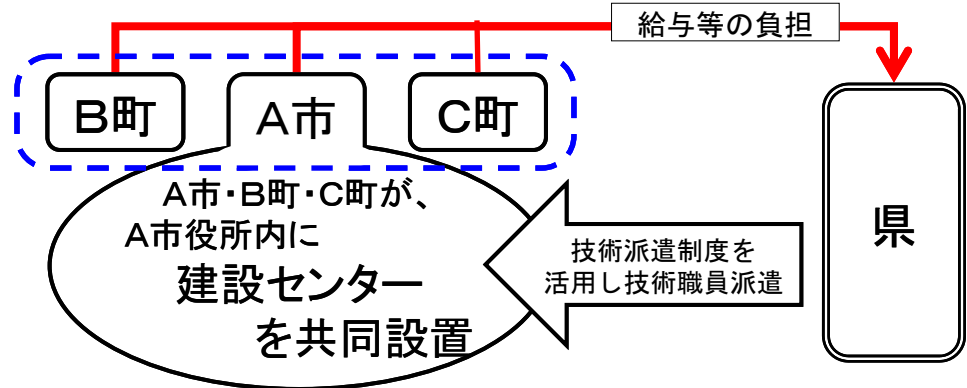 給与等の負担
B町
A市
C町
A市・B町・C町が、
A市役所内に
建設センター
を共同設置
技術派遣制度を
活用し技術職員派遣
県